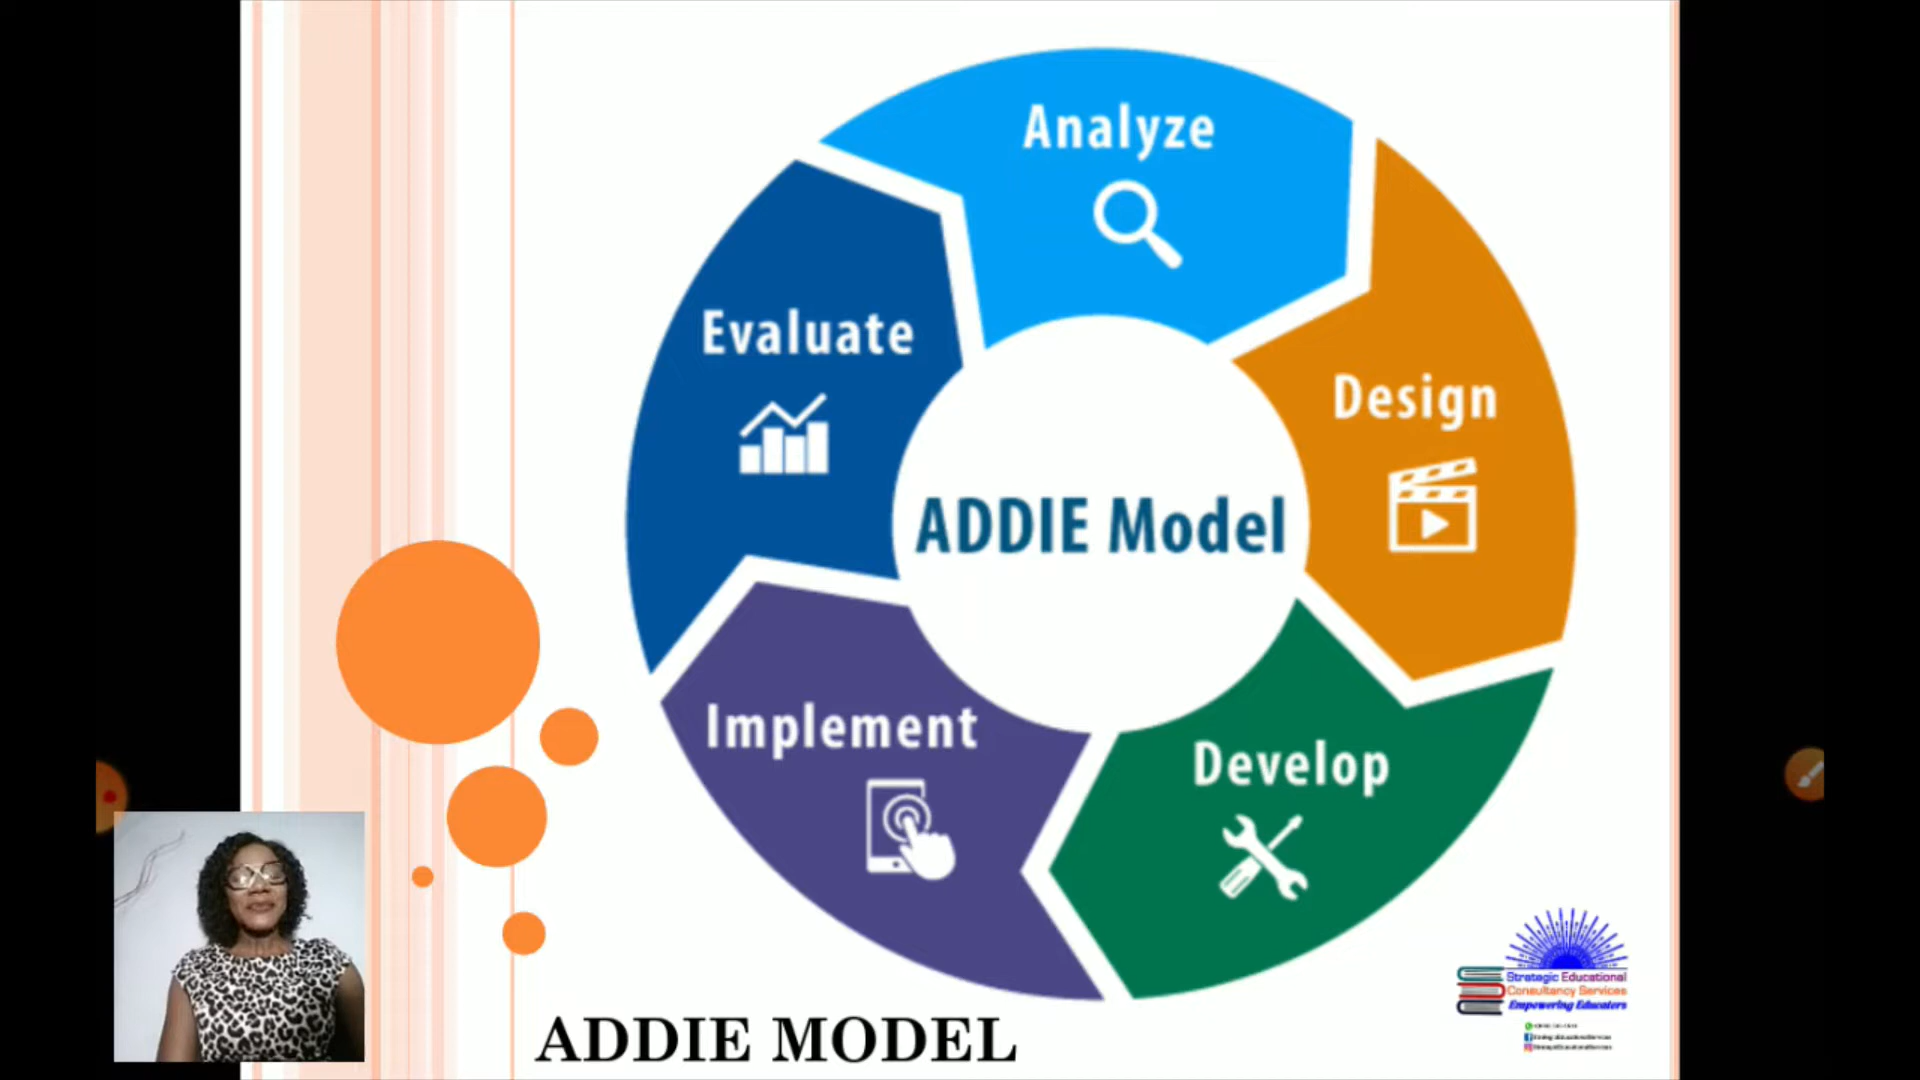 Analyze
Evaluate
Design
ADDIE Model
Implement
Develop
Strategic Educational
Consultancy Services
Empowering Educators
ADDIE MODEL